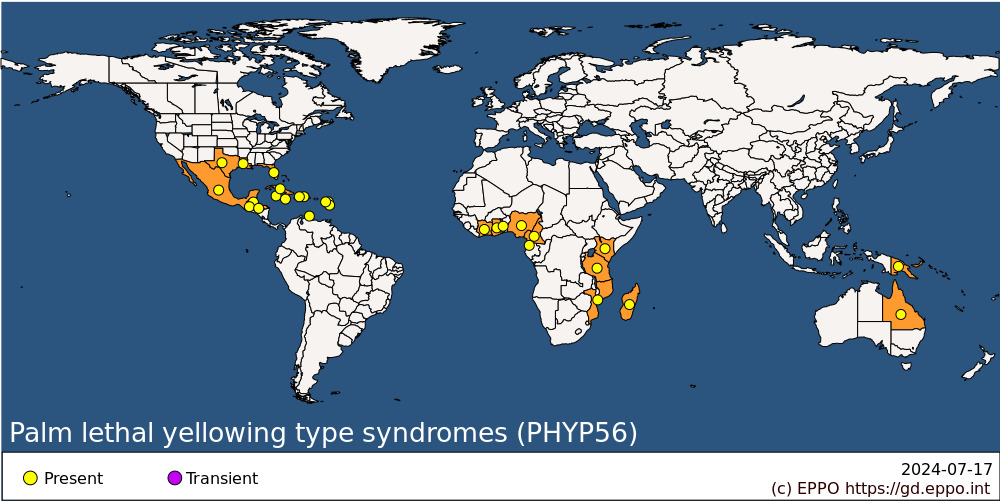 Palm lethal yellowing type syndromes (PHYP56)
Present
Transient
2024-07-17
(c) EPPO https://gd.eppo.int